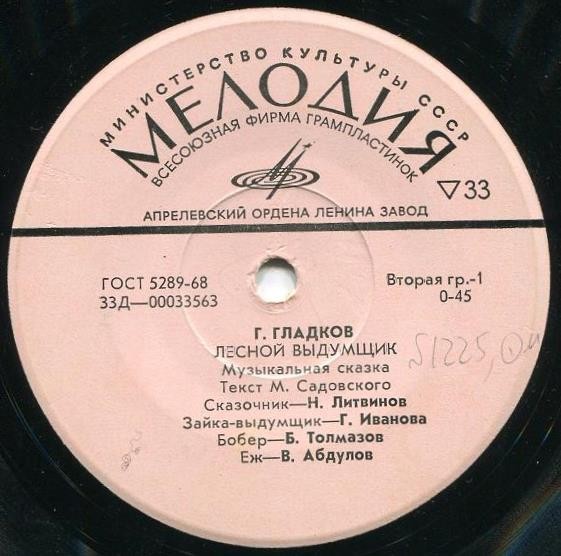 МИНИСТЕРСТВО КУЛЬТУРЫ СССР
МЕЛОДИЯ
ВСЕСОЮЗНАЯ ФИРМА ГРАМПЛАСТИНОК
▽33
АПРЕЛЕВСКИЙ ОРДЕНА ЛЕНИНА ЗАВОД
ГОСТ 5289-68
33Д—00033563
Вторая гр.-1
0-45
Г. ГЛАДКОВ
ЛЕСНОЙ ВЫДУМЩИК
Музыкальная сказка
Текст М. Садовского
Сказочник—Н. Литвинов
Зайка-выдумщик—Г. Иванова
Бобер—Б. Толмазов
Еж—В. Абдулов